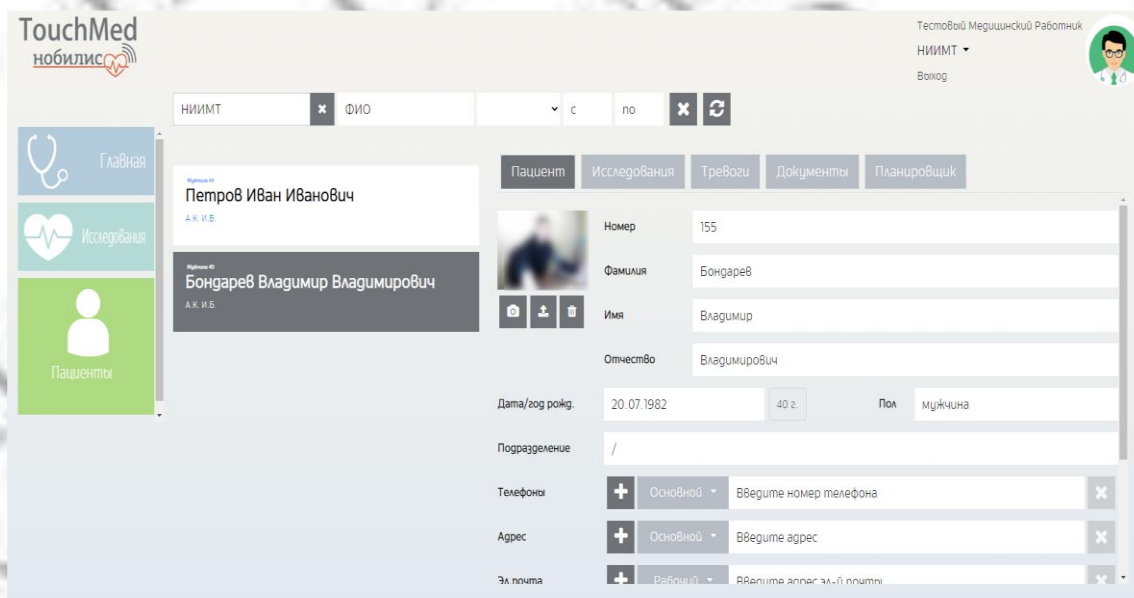 TouchMed
нобилис
Тестовый Медицинский Работник
НИИМТ
Выход
НИИМТ ФИО с по
Главная
Исследования
Пациенты
Петров Иван Иванович
А.К. И.Б.
Бондарев Владимир Владимирович
А.К. И.Б.
Пациент Исследования Тревоги Документы Планировщик
Номер 155
Фамилия Бондарев
Имя Владимир
Отчество Владимирович
Дата/год рожд. 20.07.1982 40 г. Пол мужчина
Подразделение /
Телефоны Основной Введите номер телефона
Адрес Основной Введите адрес
Эл.почта Рабочий Введите адрес эл-й почты